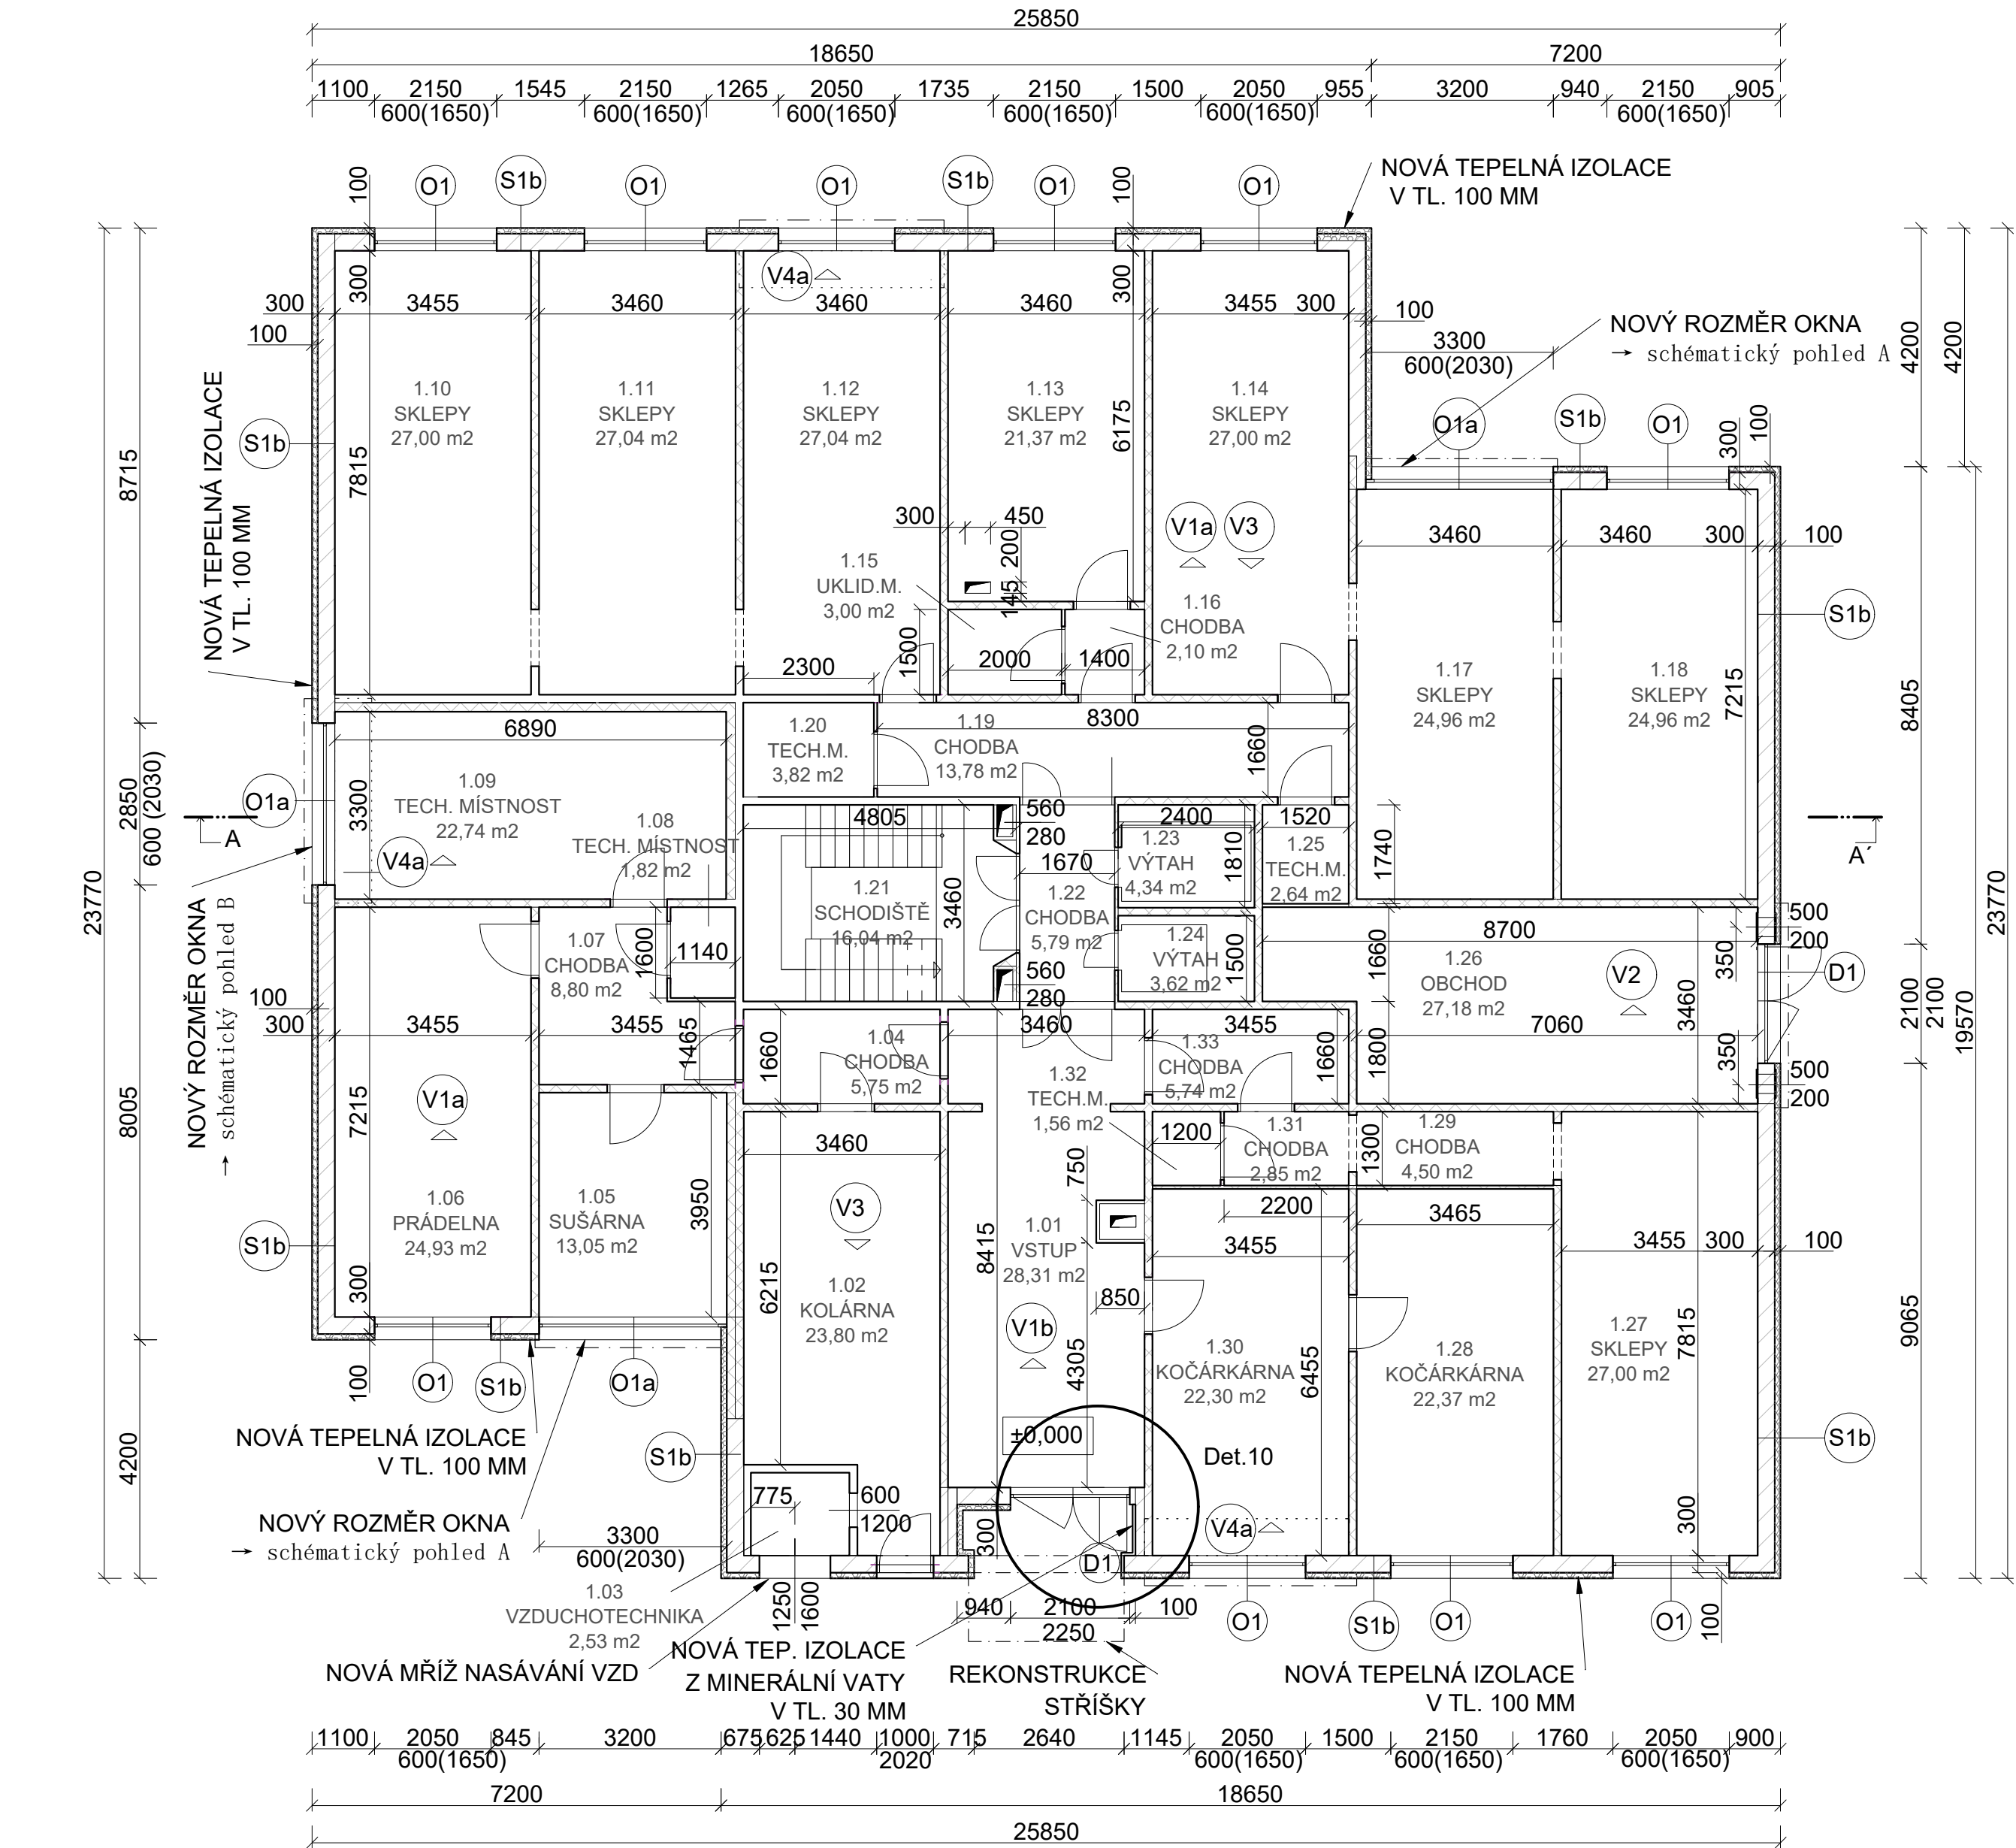 25850
18650 7200
1100 2150 1545 2150 1265 2050 1735 2150 1500 2050 955 3200 940 2150 905
600(1650) 600(1650) 600(1650) 600(1650) 600(1650) 600(1650)
100 O1 S1b O1 O1 S1b O1 100 O1
NOVÁ TEPELNÁ IZOLACE
V TL. 100 MM
V4a
300 300
300 3455 3460 3460 3460 3455 300
100 100
NOVÝ ROZMĚR OKNA
→ schématický pohled A
3300
600(2030)
4200 4200
1.10
SKLEPY
27,00 m2
1.11
SKLEPY
27,04 m2
1.12
SKLEPY
27,04 m2
1.13
SKLEPY
21,37 m2
1.14
SKLEPY
27,00 m2
O1a S1b O1
300 100
NOVÁ TEPELNÁ IZOLACE
V TL. 100 MM
S1b
8715
7815
6175
300 450
200
145
V1a V3
3460 3460 300 100
1.15
UKLID.M.
3,00 m2
1.16
CHODBA
2,10 m2
1500
2300 2000 1400
S1b
1.17
SKLEPY
24,96 m2
1.18
SKLEPY
24,96 m2
7215
8405
6890
1.20
TECH.M.
3,82 m2
1.19
CHODBA
13,78 m2
8300
1660
2850
600 (2030)
O1a
3300
1.09
TECH. MÍSTNOST
22,74 m2
1.08
TECH. MÍSTNOST
1,82 m2
V4a
A
A´
4805
560
280
1670
2400
1.23
VÝTAH
4,34 m2
1810
1520
1.25
TECH.M.
2,64 m2
1740
23770
NOVÝ ROZMĚR OKNA
→ schématický pohled B
1.21
SCHODIŠTĚ
16,04 m2
3460
1.22
CHODBA
5,79 m2
1.24
VÝTAH
3,62 m2
1500
560
280
1.07
CHODBA
8,80 m2
1600
1140
8700
1660
1.26
OBCHOD
27,18 m2
V2
3460
500
200
350
D1
2100
2100
19570
23770
100
300 3455 3455
1465
1660
1.04
CHODBA
5,75 m2
3460 3455
1.33
CHODBA
5,74 m2
1660
1800
7060
350
500
200
8005
7215
V1a
1.32
TECH.M.
1,56 m2
1200
1.31
CHODBA
2,85 m2
1300
1.29
CHODBA
4,50 m2
3460
750
V3
1.06
PRÁDELNA
24,93 m2
1.05
SUŠÁRNA
13,05 m2
3950
S1b
300
2200
3465
3455
3455 300 100
1.01
VSTUP
28,31 m2
8415
6215
1.02
KOLÁRNA
23,80 m2
850
V1b
4305
1.30
KOČÁRKÁRNA
22,30 m2
6455
1.28
KOČÁRKÁRNA
22,37 m2
1.27
SKLEPY
27,00 m2
7815
9065
100
O1 S1b O1a
4200
NOVÁ TEPELNÁ IZOLACE
V TL. 100 MM
S1b
±0,000
Det.10
S1b
775
600
1200
300
V4a
300
NOVÝ ROZMĚR OKNA
→ schématický pohled A
3300
600(2030)
D1
1.03
VZDUCHOTECHNIKA
2,53 m2
1250
1600
940 2100 100
2250
O1 S1b O1 O1
100
NOVÁ MŘÍŽ NASÁVÁNÍ VZD
NOVÁ TEP. IZOLACE
Z MINERÁLNÍ VATY
V TL. 30 MM
REKONSTRUKCE
STŘÍŠKY
NOVÁ TEPELNÁ IZOLACE
V TL. 100 MM
1100 2050 845 3200 675 625 1440 1000 715 2640 1145 2050 1500 2150 1760 2050 900
600(1650) 2020 600(1650) 600(1650) 600(1650)
7200 18650
25850